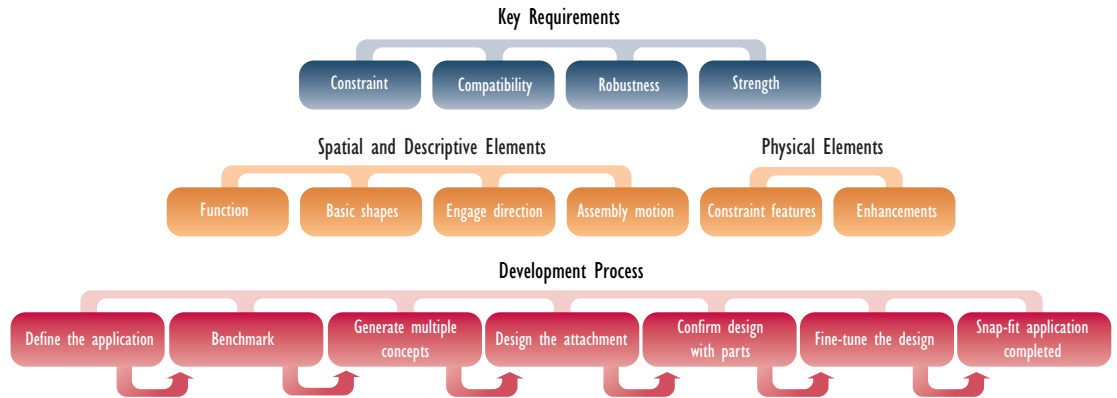 Key Requirements
Constraint
Compatibility
Robustness
Strength
Spatial and Descriptive Elements
Physical Elements
Function
Basic shapes
Engage direction
Assembly motion
Constraint features
Enhancements
Development Process
Define the application
Benchmark
Generate multiple
concepts
Design the attachment
Confirm design
with parts
Fine-tune the design
Snap-fit application
completed